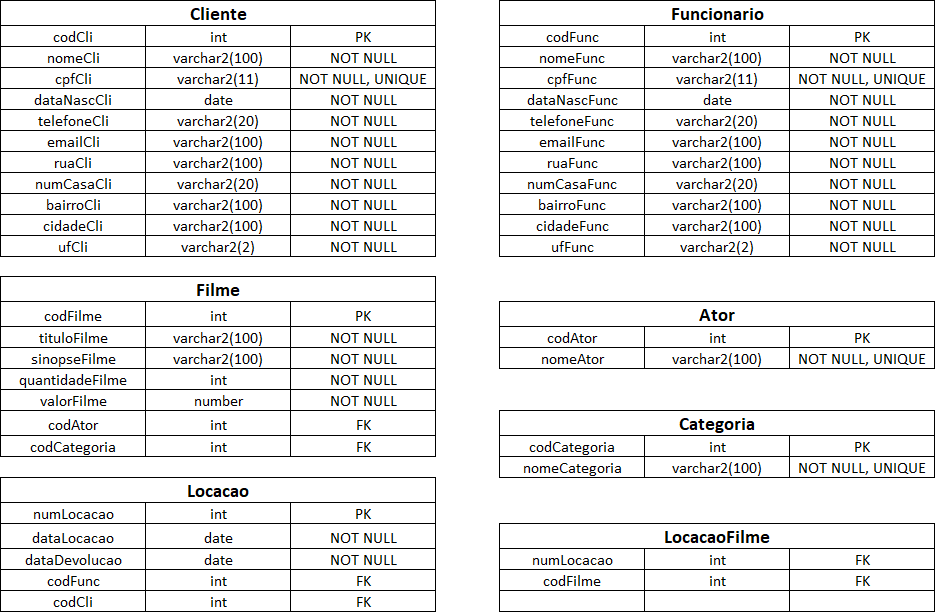 Cliente
codCli int PK
nomeCli varchar2(100) NOT NULL
cpfCli varchar2(11) NOT NULL, UNIQUE
dataNascCli date NOT NULL
telefoneCli varchar2(20) NOT NULL
emailCli varchar2(100) NOT NULL
ruaCli varchar2(100) NOT NULL
numCasaCli varchar2(20) NOT NULL
bairroCli varchar2(100) NOT NULL
cidadeCli varchar2(100) NOT NULL
ufCli varchar2(2) NOT NULL
Funcionario
codFunc int PK
nomeFunc varchar2(100) NOT NULL
cpfFunc varchar2(11) NOT NULL, UNIQUE
dataNascFunc date NOT NULL
telefoneFunc varchar2(20) NOT NULL
emailFunc varchar2(100) NOT NULL
ruaFunc varchar2(100) NOT NULL
numCasaFunc varchar2(20) NOT NULL
bairroFunc varchar2(100) NOT NULL
cidadeFunc varchar2(100) NOT NULL
ufFunc varchar2(2) NOT NULL
Filme
codFilme int PK
tituloFilme varchar2(100) NOT NULL
sinopseFilme varchar2(100) NOT NULL
quantidadeFilme int NOT NULL
valorFilme number NOT NULL
codAtor int FK
codCategoria int FK
Ator
codAtor int PK
nomeAtor varchar2(100) NOT NULL, UNIQUE
Categoria
codCategoria int PK
nomeCategoria varchar2(100) NOT NULL, UNIQUE
Locacao
numLocacao int PK
dataLocacao date NOT NULL
dataDevolucao date NOT NULL
codFunc int FK
codCli int FK
LocacaoFilme
numLocacao int FK
codFilme int FK